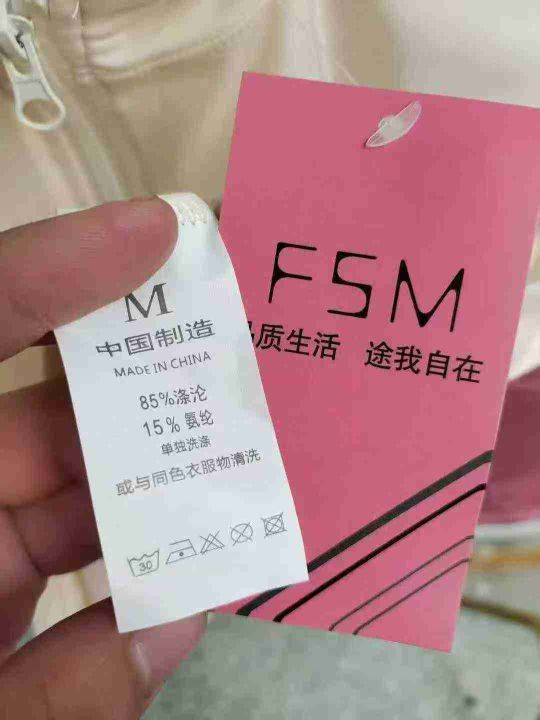 M
中国制造
MADE IN CHINA
85%涤沦
15%氨纶
单独洗涤
或与同色衣服物清洗
30
FSM
品质生活 途我自在